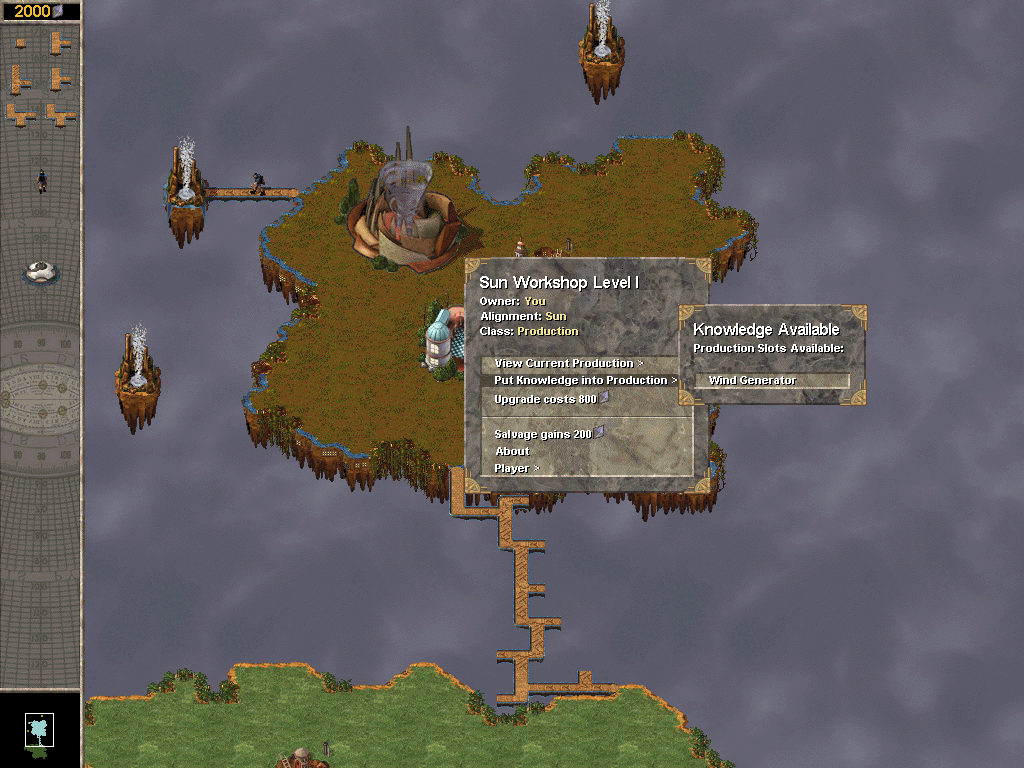 2000
Sun Workshop Level I
Owner: You
Alignment: Sun
Class: Production
View Current Production >
Put Knowledge into Production >
Upgrade costs 800
Salvage gains 200
About
Player >
Knowledge Available
Production Slots Available:
Wind Generator